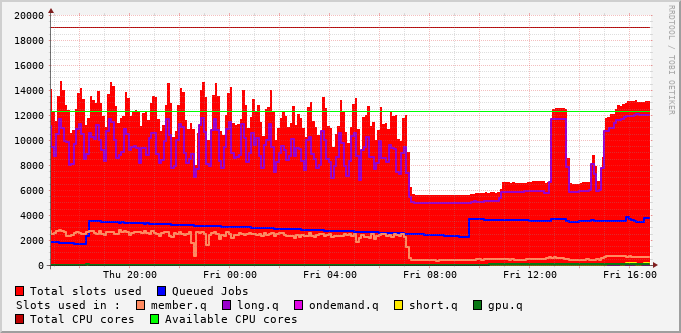 20000
18000
16000
14000
12000
10000
8000
6000
4000
2000
0
Thu 20:00 Fri 00:00 Fri 04:00 Fri 08:00 Fri 12:00 Fri 16:00
RRDTOOL / TOBI OETIKER
Total slots used Queued Jobs
Slots used in : member.q long.q ondemand.q short.q gpu.q
Total CPU cores Available CPU cores